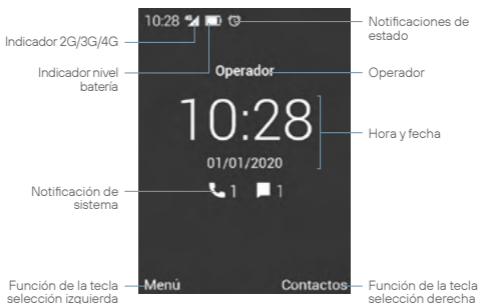 10:28
Notificaciones de
estado
Indicador 2G/3G/4G
Indicador nivel
batería
Operador
Operador
10:28
Hora y fecha
01/01/2020
Notificación de
sistema
1 1
Menú
Contactos
Función de la tecla
selección izquierda
Función de la tecla
selección derecha